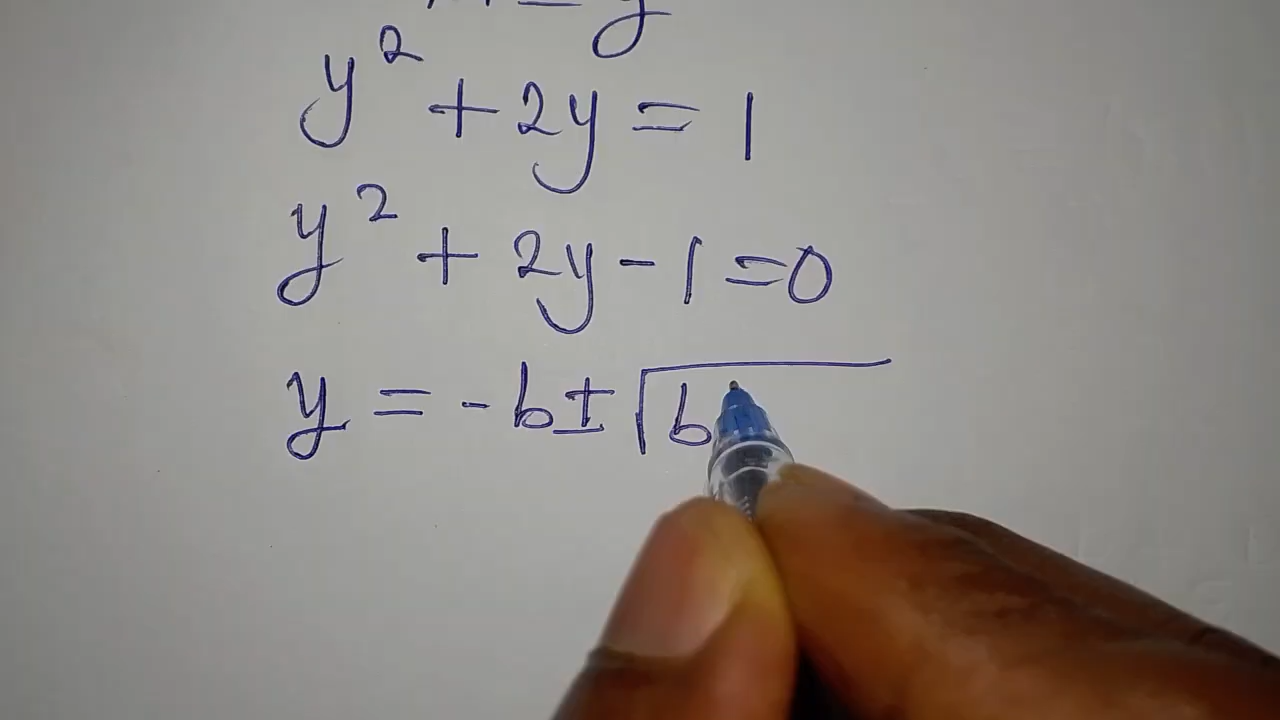 = y
y² + 2y = 1
y² + 2y - 1 = 0
y = -b ± √b